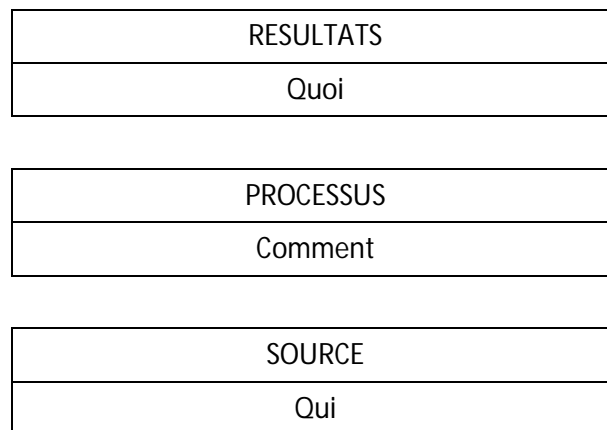 RESULTATS
Quoi
PROCESSUS
Comment
SOURCE
Qui